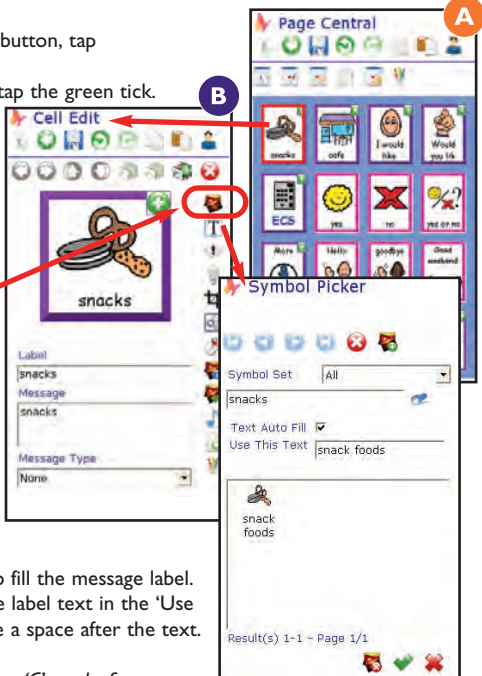 button, tap
tap the green tick.
A
Page Central
snacks
cafe
I would like
Would you lik
ECS
yes
no
yes or no
More
Hello
goodbye
Good weekend
B
Cell Edit
snacks
Label
snacks
Message
snacks
Message Type
None
Symbol Picker
Symbol Set
All
snacks
Text Auto Fill
Use This Text
snack foods
snack
foods
Result(s) 1-1 - Page 1/1
fill the message label.
label text in the ‘Use
a space after the text.